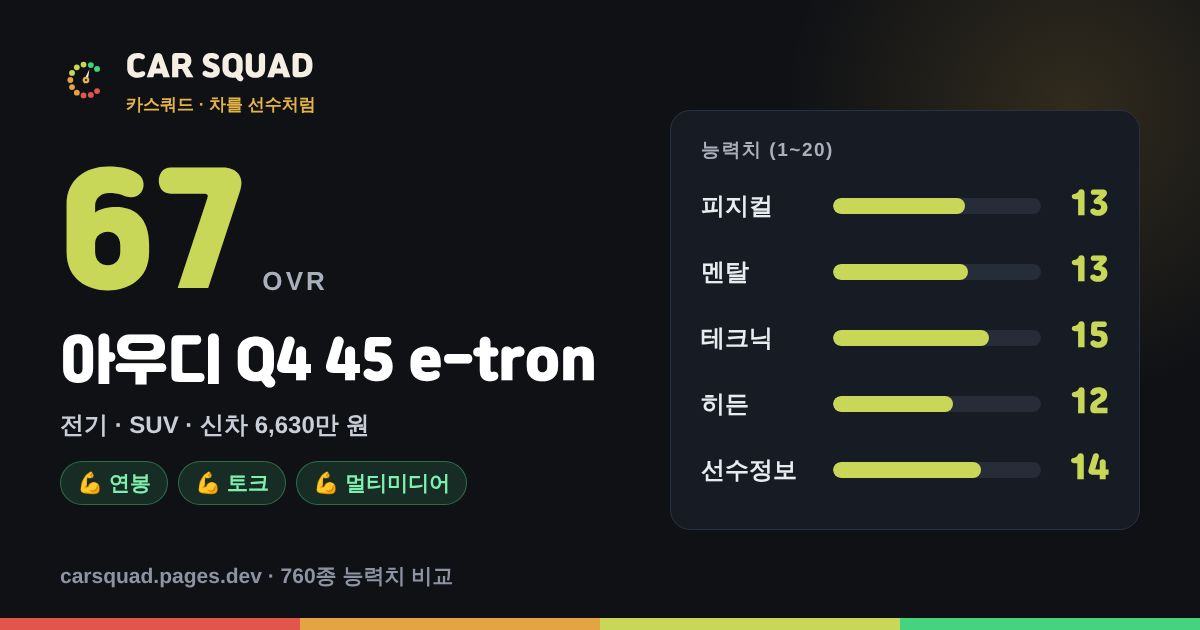 CAR SQUAD
카스쿼드 · 차를 선수처럼
67 OVR
아우디 Q4 45 e-tron
전기 · SUV · 신차 6,630만 원
💪 연봉 💪 토크 💪 멀티미디어
carsquad.pages.dev · 760종 능력치 비교
능력치 (1~20)
피지컬 13
멘탈 13
테크닉 15
히든 12
선수정보 14